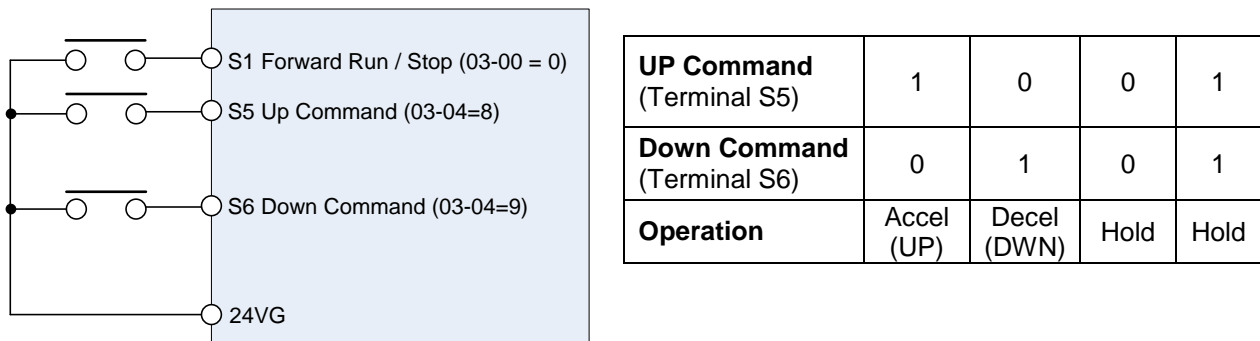 S1 Forward Run / Stop (03-00 = 0)
S5 Up Command (03-04=8)
S6 Down Command (03-04=9)
24VG
UP Command
(Terminal S5)
1 0 0 1
Down Command
(Terminal S6)
0 1 0 1
Operation
Accel
(UP)
Decel
(DWN)
Hold
Hold